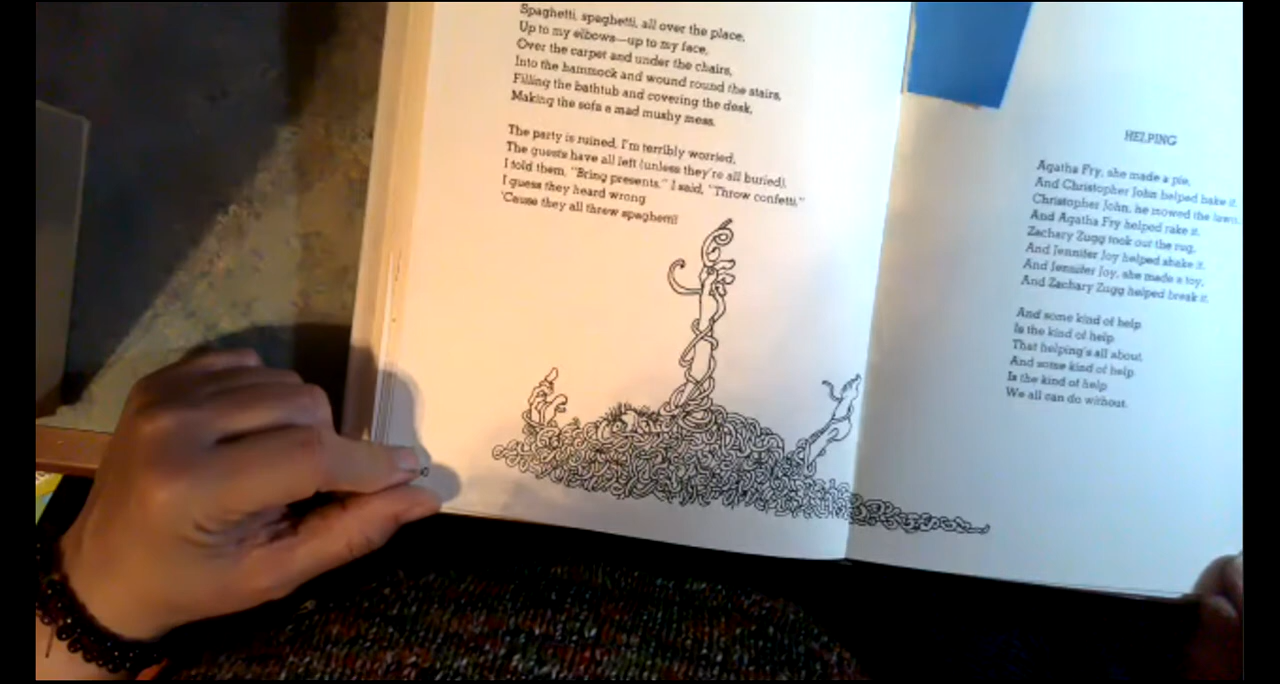 Spaghetti, spaghetti, all over the place,
Up to my elbows—up to my face,
Over the carpet and under the chairs,
Into the hammock and wound round the stairs,
Filling the bathtub and covering the desk,
Making the sofa a mad mushy mess.
The party is ruined, I'm terribly worried,
The guests have all left (unless they're all buried).
I told them, "Bring presents." I said, "Throw confetti."
I guess they heard wrong
'Cause they all threw spaghetti!
HELPING
Agatha Fry, she made a pie,
And Christopher John helped bake it.
Christopher John, he mowed the lawn,
And Agatha Fry helped rake it.
Zachary Zugg took out the rug,
And Jennifer Joy helped shake it.
And Jennifer Joy, she made a toy,
And Zachary Zugg helped break it.
And some kind of help
Is the kind of help
That helping's all about.
And some kind of help
Is the kind of help
We all can do without.